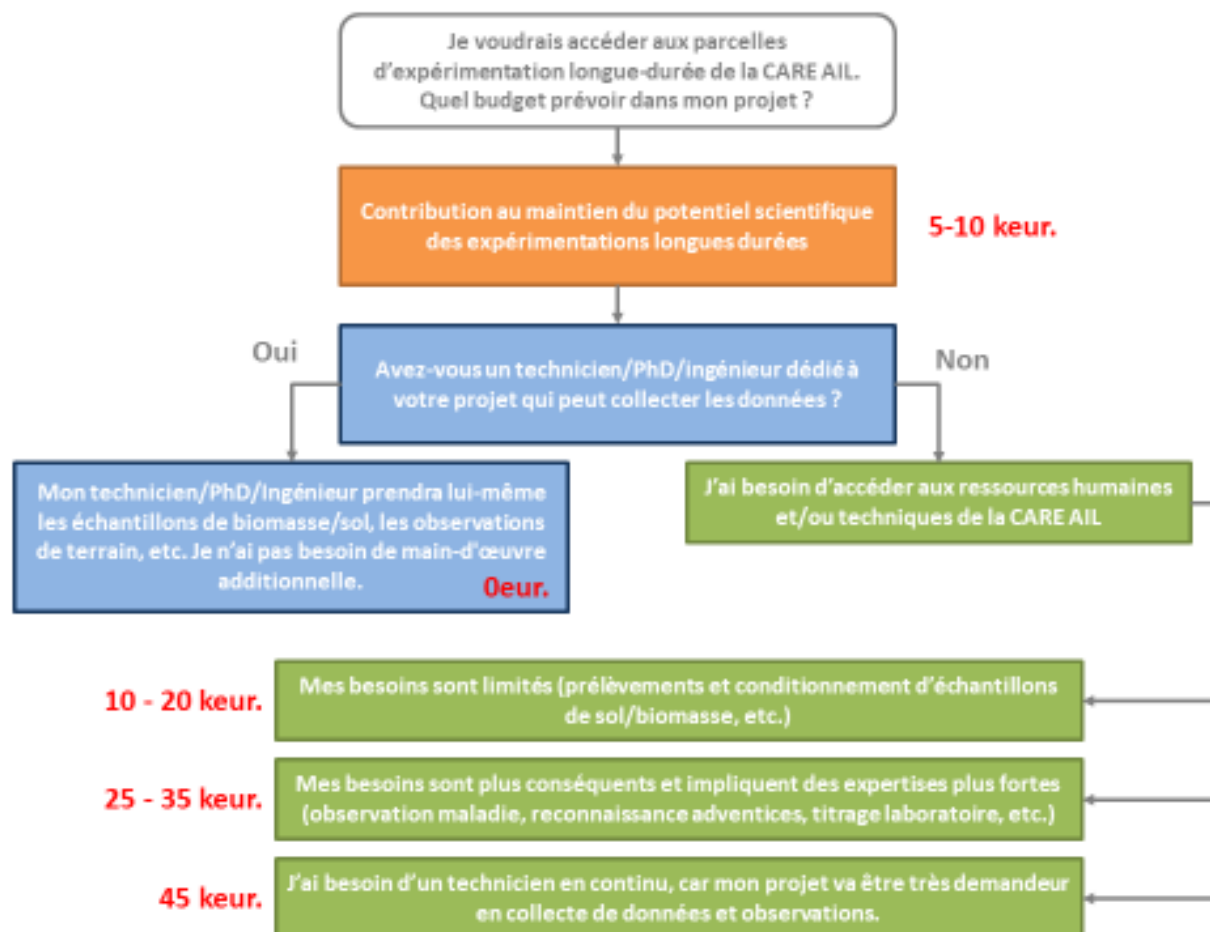 Je voudrais accéder aux parcelles
d'expérimentation longue-durée de la CARE AIL.
Quel budget prévoir dans mon projet ?
Contribution au maintien du potentiel scientifique
des expérimentations longues durées
5-10 keur.
Oui
Avez-vous un technicien/PhD/ingénieur dédié à
votre projet qui peut collecter les données ?
Non
Mon technicien/PhD/Ingénieur prendra lui-même
les échantillons de biomasse/sol, les observations
de terrain, etc. Je n'ai pas besoin de main-d'œuvre
additionnelle.
0eur.
J'ai besoin d'accéder aux ressources humaines
et/ou techniques de la CARE AIL
10 - 20 keur.
Mes besoins sont limités (prélèvements et conditionnement d'échantillons
de sol/biomasse, etc.)
25 - 35 keur.
Mes besoins sont plus conséquents et impliquent des expertises plus fortes
(observation maladie, reconnaissance adventices, titrage laboratoire, etc.)
45 keur.
J'ai besoin d'un technicien en continu, car mon projet va être très demandeur
en collecte de données et observations.